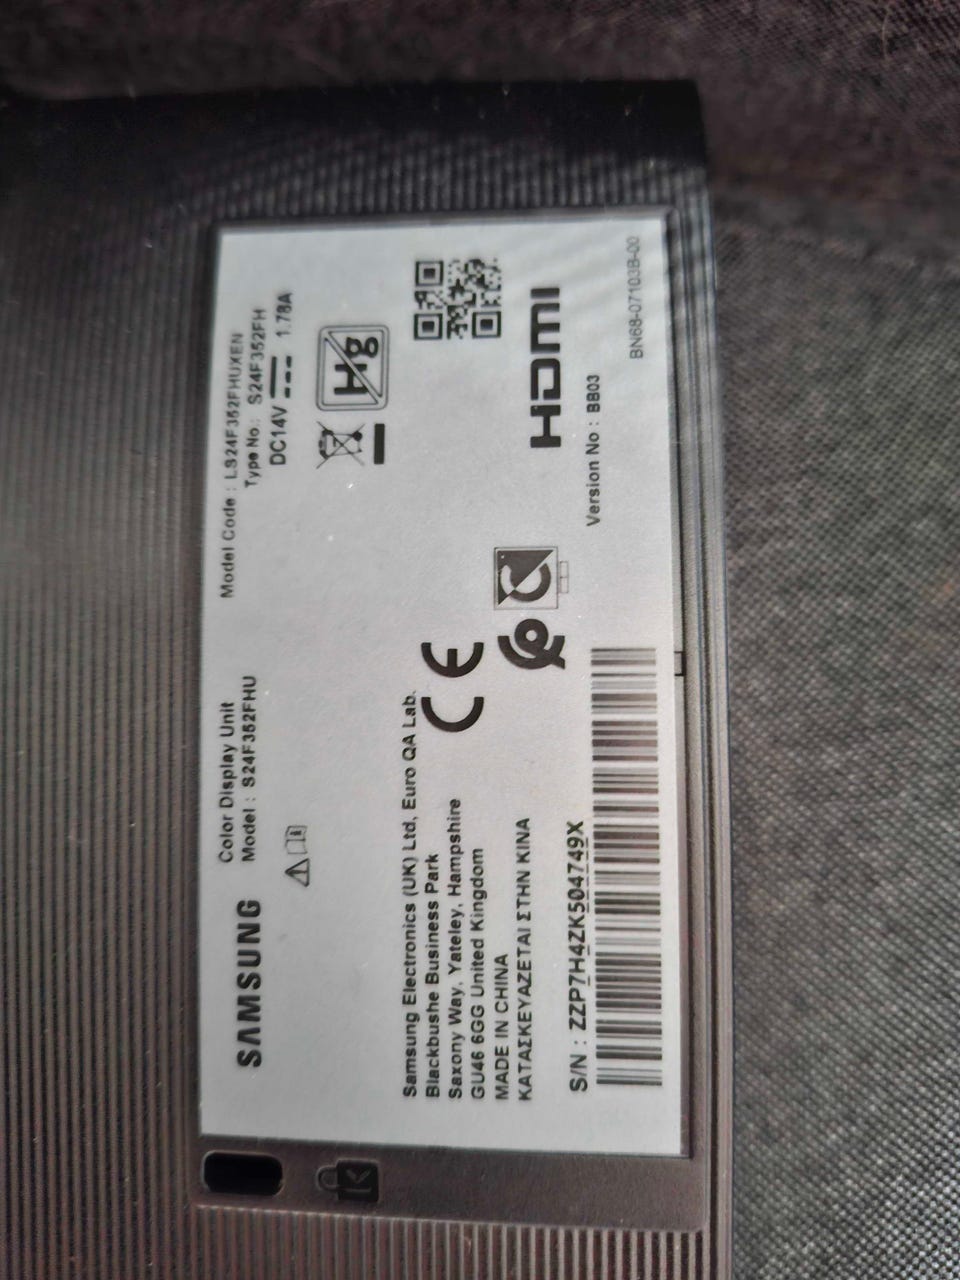 SAMSUNG
Color Display Unit
Model : S24F352FHU
Model Code : LS24F352FHUXEN
Type No.: S24F352FH
DC14V 1.78A
Hg
Samsung Electronics (UK) Ltd, Euro QA Lab.
Blackbushe Business Park
Saxony Way, Yateley, Hampshire
GU46 6GG United Kingdom
MADE IN CHINA
ΚΑΤΑΣΚΕΥΑΖΕΤΑΙ ΣΤΗΝ ΚΙΝΑ
CE
HDMI
S/N : ZZP7H4ZK504749X
Version No : BB03
BN68-07103B-00
K